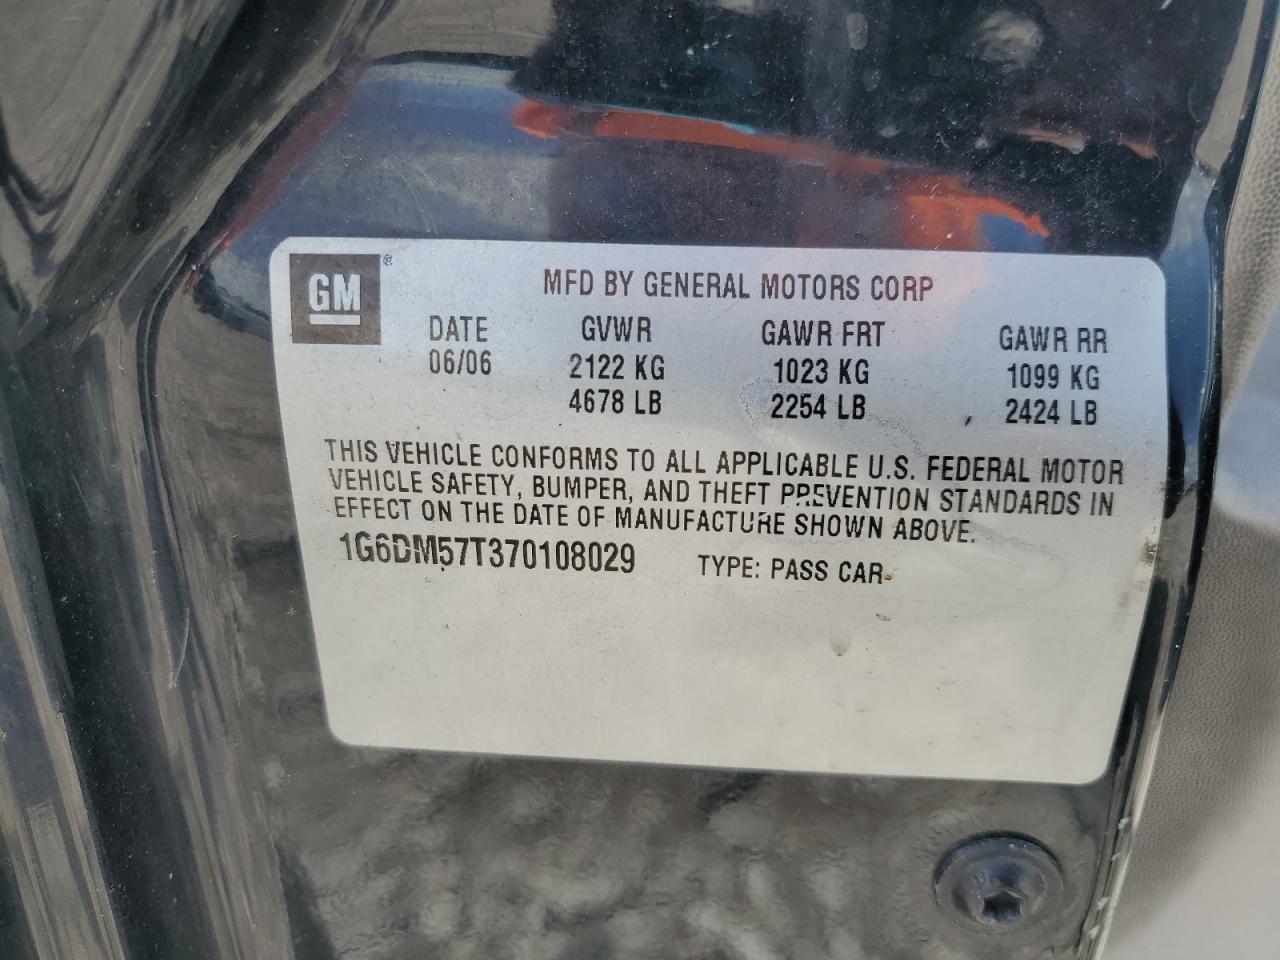 GM ®
MFD BY GENERAL MOTORS CORP
DATE GVWR GAWR FRT GAWR RR
06/06 2122 KG 1023 KG 1099 KG
4678 LB 2254 LB 2424 LB
THIS VEHICLE CONFORMS TO ALL APPLICABLE U.S. FEDERAL MOTOR
VEHICLE SAFETY, BUMPER, AND THEFT PREVENTION STANDARDS IN
EFFECT ON THE DATE OF MANUFACTURE SHOWN ABOVE.
1G6DM57T370108029 TYPE: PASS CAR